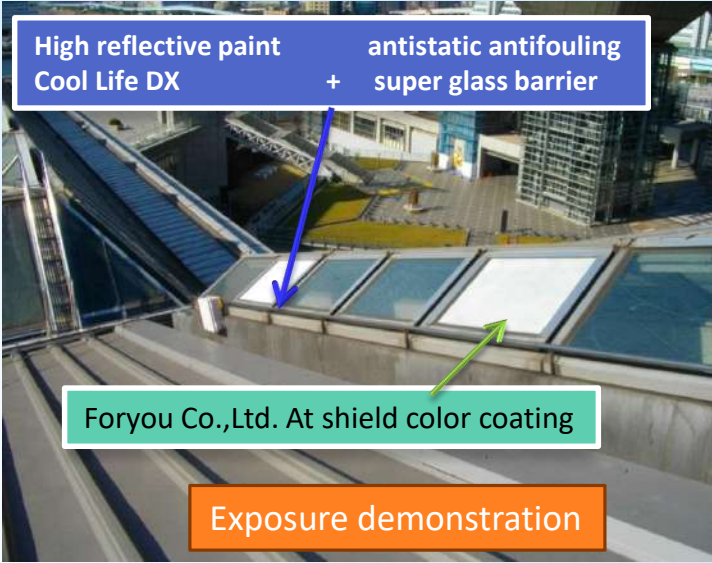 High reflective paint antistatic antifouling
Cool Life DX + super glass barrier
Foryou Co.,Ltd. At shield color coating
Exposure demonstration